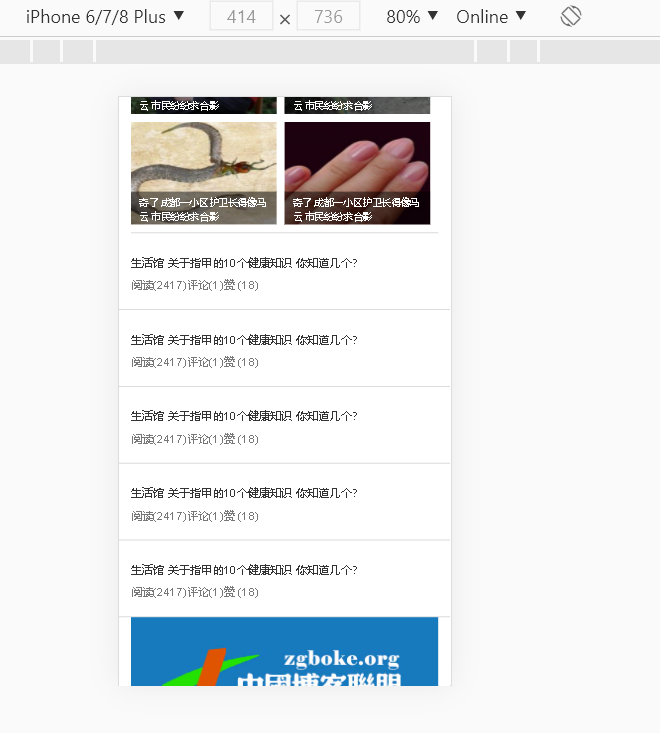 iPhone 6/7/8 Plus ▼ 414 × 736 80% ▼ Online ▼
云 市民纷纷求合影 云 市民纷纷求合影
奇了 成都一小区护卫长得像马 奇了 成都一小区护卫长得像马
云 市民纷纷求合影 云 市民纷纷求合影
生活馆 关于指甲的10个健康知识 你知道几个?
阅读(2417)评论(1)赞 (18)
生活馆 关于指甲的10个健康知识 你知道几个?
阅读(2417)评论(1)赞 (18)
生活馆 关于指甲的10个健康知识 你知道几个?
阅读(2417)评论(1)赞 (18)
生活馆 关于指甲的10个健康知识 你知道几个?
阅读(2417)评论(1)赞 (18)
生活馆 关于指甲的10个健康知识 你知道几个?
阅读(2417)评论(1)赞 (18)
zgboke.org
中國博客聯盟